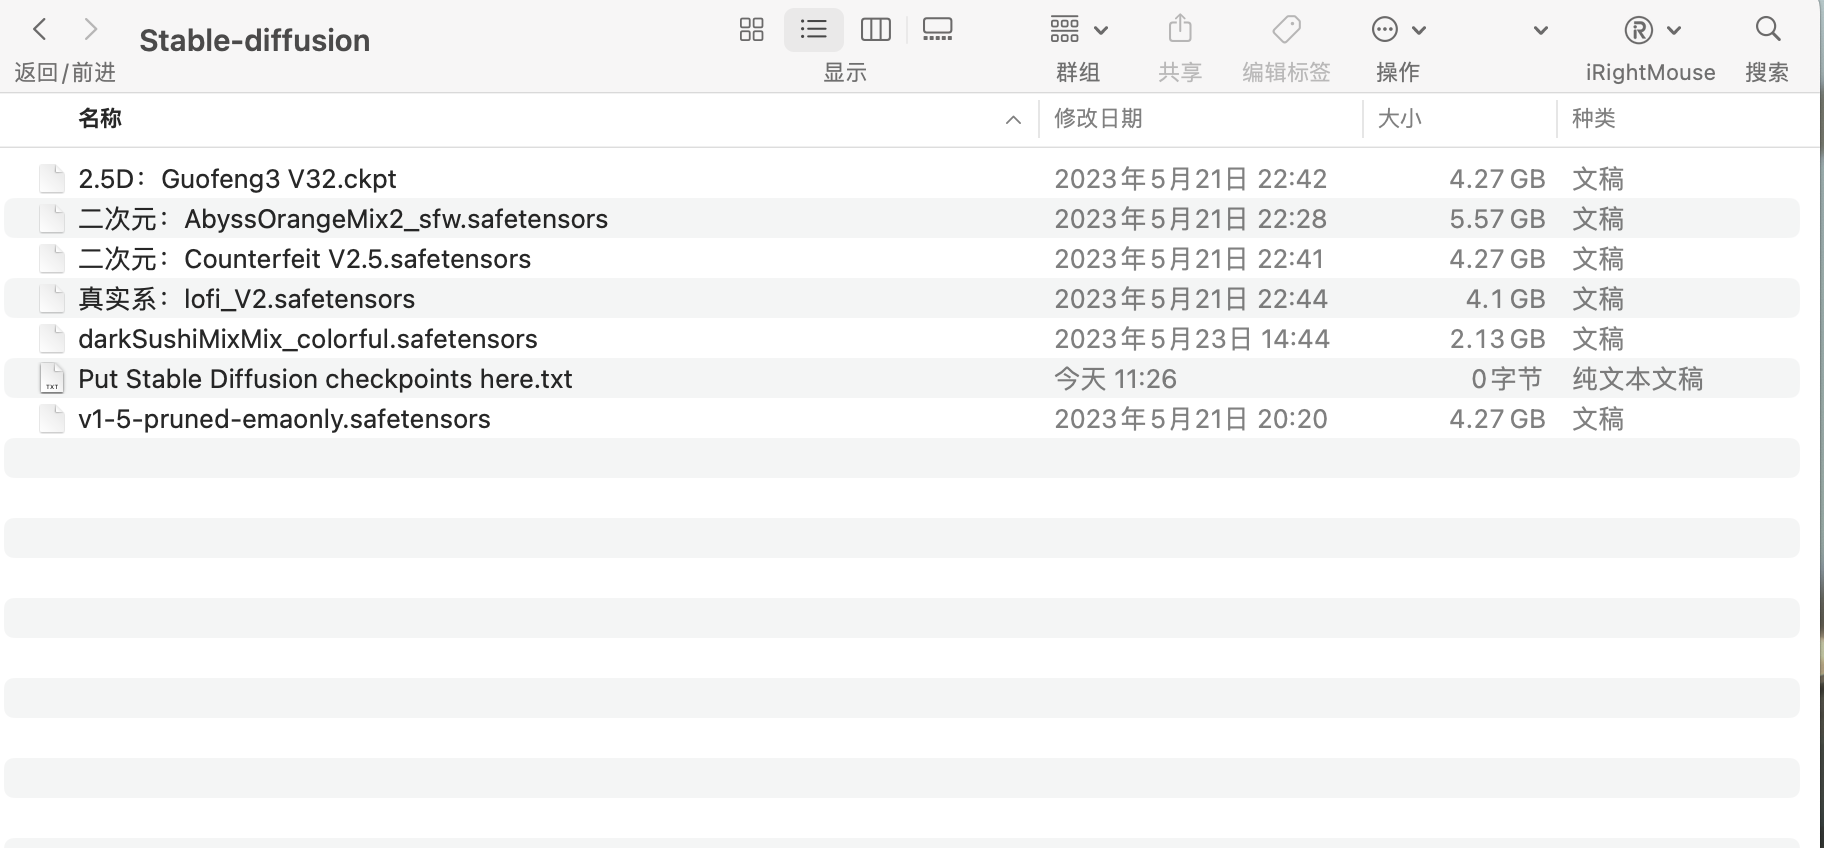 Stable-diffusion
返回/前进
显示
群组
共享
编辑标签
操作
iRightMouse
搜索
名称 修改日期 大小 种类
2.5D：Guofeng3 V32.ckpt 2023年5月21日 22:42 4.27 GB 文稿
二次元：AbyssOrangeMix2_sfw.safetensors 2023年5月21日 22:28 5.57 GB 文稿
二次元：Counterfeit V2.5.safetensors 2023年5月21日 22:41 4.27 GB 文稿
真实系：lofi_V2.safetensors 2023年5月21日 22:44 4.1 GB 文稿
darkSushiMixMix_colorful.safetensors 2023年5月23日 14:44 2.13 GB 文稿
TXT Put Stable Diffusion checkpoints here.txt 今天 11:26 0字节 纯文本文稿
v1-5-pruned-emaonly.safetensors 2023年5月21日 20:20 4.27 GB 文稿